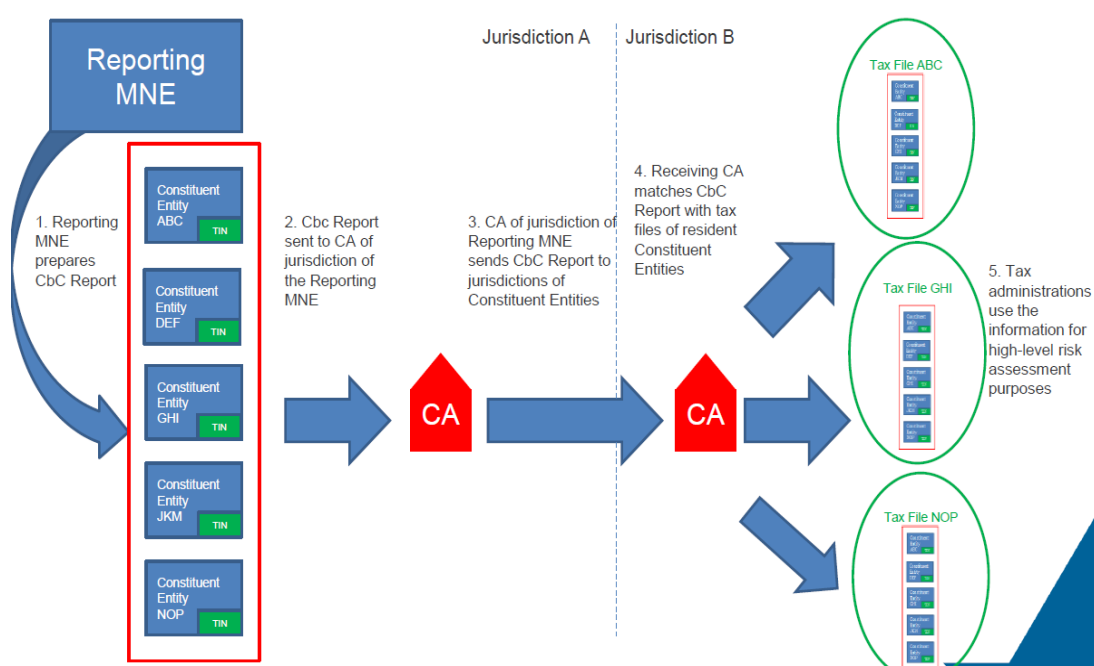 Reporting
MNE
Jurisdiction A
Jurisdiction B
1. Reporting
MNE
prepares
CbC Report
Constituent
Entity
ABC
TIN
Constituent
Entity
DEF
TIN
Constituent
Entity
GHI
TIN
Constituent
Entity
JKM
TIN
Constituent
Entity
NOP
TIN
2. Cbc Report
sent to CA of
jurisdiction of
the Reporting
MNE
CA
3. CA of jurisdiction of
Reporting MNE
sends CbC Report to
jurisdictions of
Constituent Entities
4. Receiving CA
matches CbC
Report with tax
files of resident
Constituent
Entities
CA
Tax File ABC
Tax File GHI
Tax File NOP
5. Tax
administrations
use the
information for
high-level risk
assessment
purposes